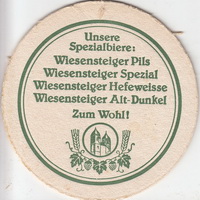 Unsere
Spezialbiere:
Wiesensteiger Pils
Wiesensteiger Spezial
Wiesensteiger Hefeweisse
Wiesensteiger Alt-Dunkel
Zum Wohl!